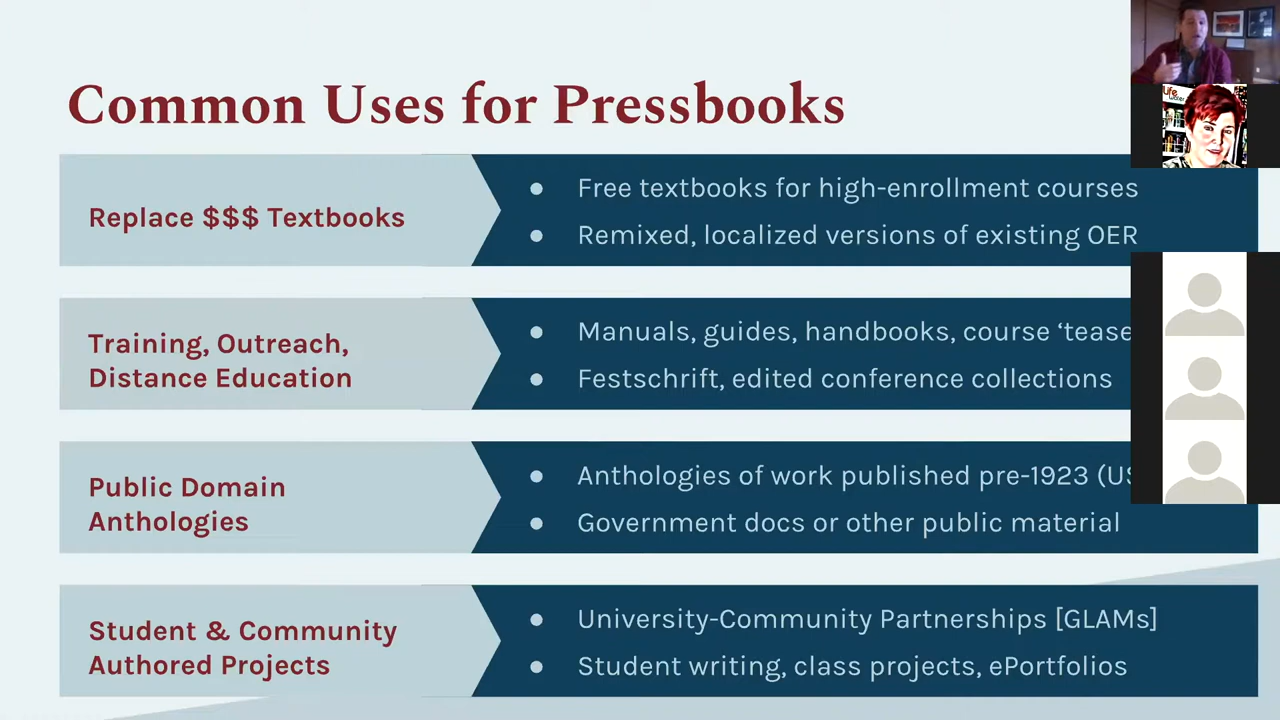 Common Uses for Pressbooks
Replace $$$ Textbooks
● Free textbooks for high-enrollment courses
● Remixed, localized versions of existing OER
Training, Outreach,
Distance Education
● Manuals, guides, handbooks, course ‘tease
● Festschrift, edited conference collections
Public Domain
Anthologies
● Anthologies of work published pre-1923 (US
● Government docs or other public material
Student & Community
Authored Projects
● University-Community Partnerships [GLAMs]
● Student writing, class projects, ePortfolios